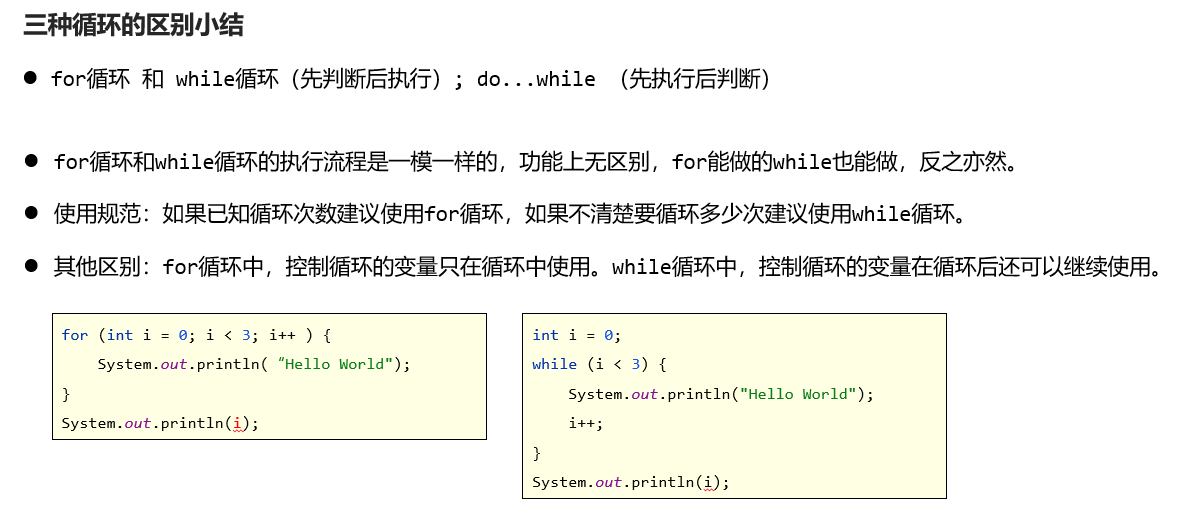 三种循环的区别小结
● for循环 和 while循环（先判断后执行）; do...while （先执行后判断）
● for循环和while循环的执行流程是一模一样的，功能上无区别，for能做的while也能做，反之亦然。
● 使用规范：如果已知循环次数建议使用for循环，如果不清楚要循环多少次建议使用while循环。
● 其他区别：for循环中，控制循环的变量只在循环中使用。while循环中，控制循环的变量在循环后还可以继续使用。
for (int i = 0; i < 3; i++ ) {
    System.out.println( “Hello World");
}
System.out.println(i);
int i = 0;
while (i < 3) {
    System.out.println("Hello World");
    i++;
}
System.out.println(i);